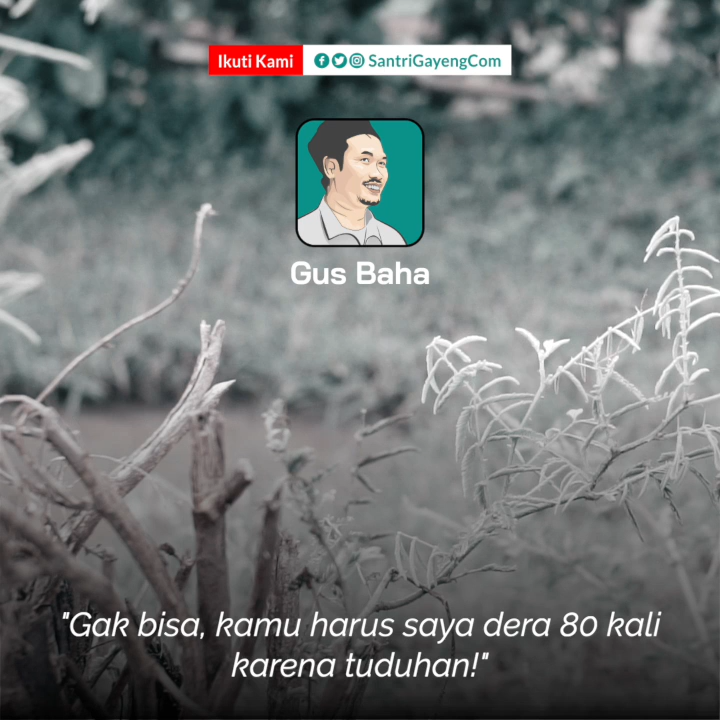 Ikuti Kami SantriGayengCom
Gus Baha
"Gak bisa, kamu harus saya dera 80 kali
karena tuduhan!"